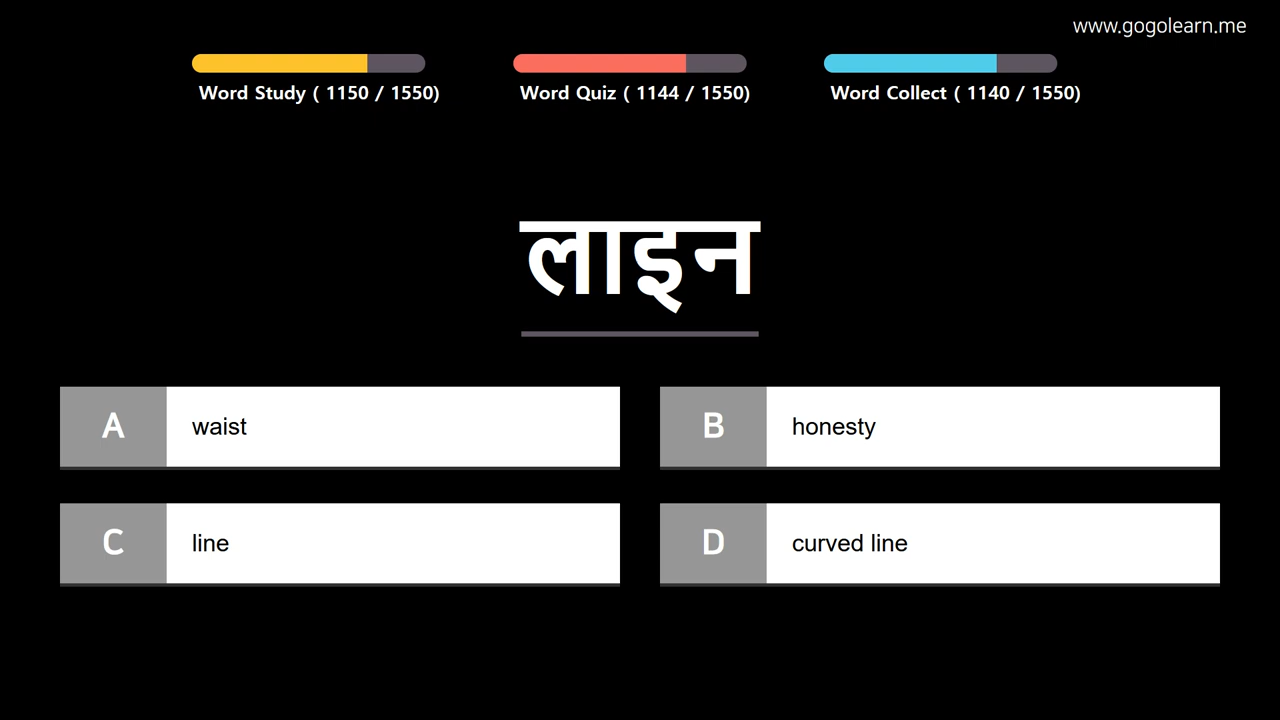 www.gogolearn.me
Word Study ( 1150 / 1550)
Word Quiz ( 1144 / 1550)
Word Collect ( 1140 / 1550)
लाइन
A waist
B honesty
C line
D curved line